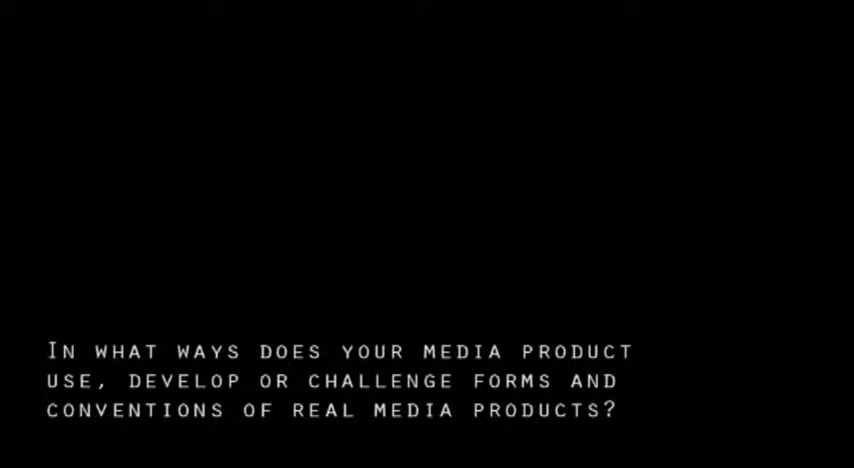 In what ways does your media product
use, develop or challenge forms and
conventions of real media products?